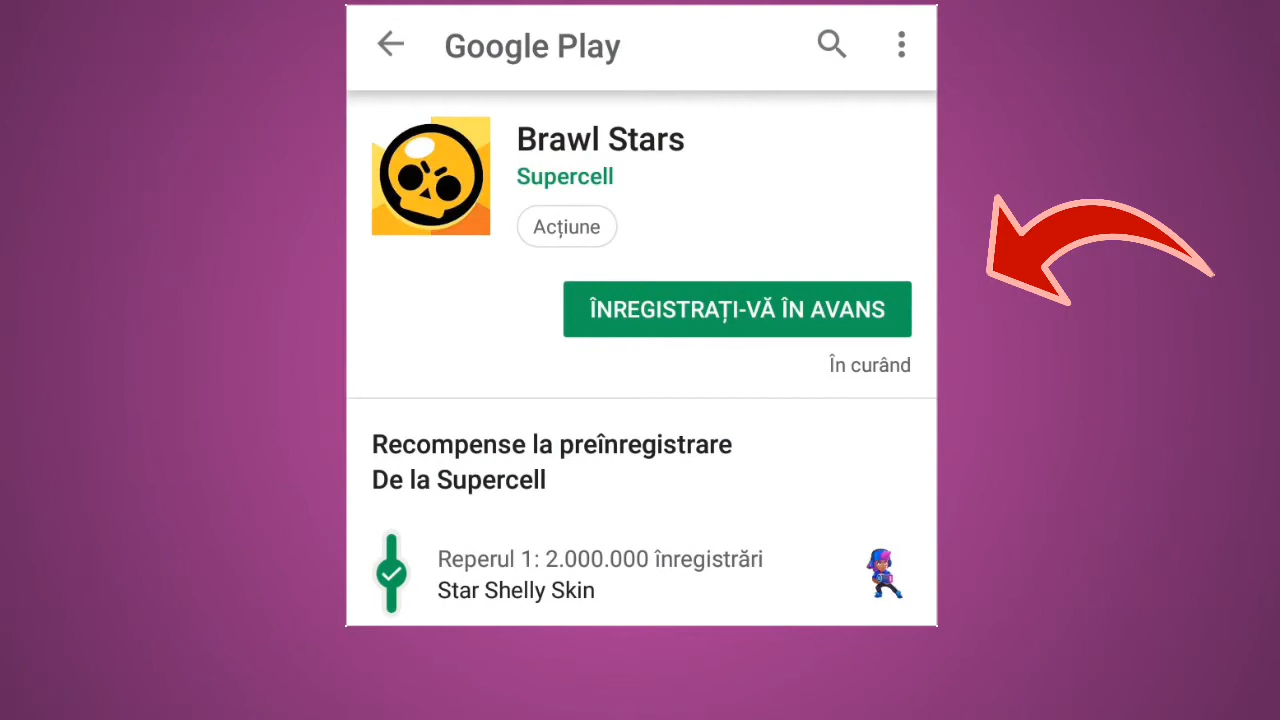 Google Play
Brawl Stars
Supercell
Acțiune
ÎNREGISTRAȚI-VĂ ÎN AVANS
În curând
Recompense la preînregistrare
De la Supercell
Reperul 1: 2.000.000 înregistrări
Star Shelly Skin